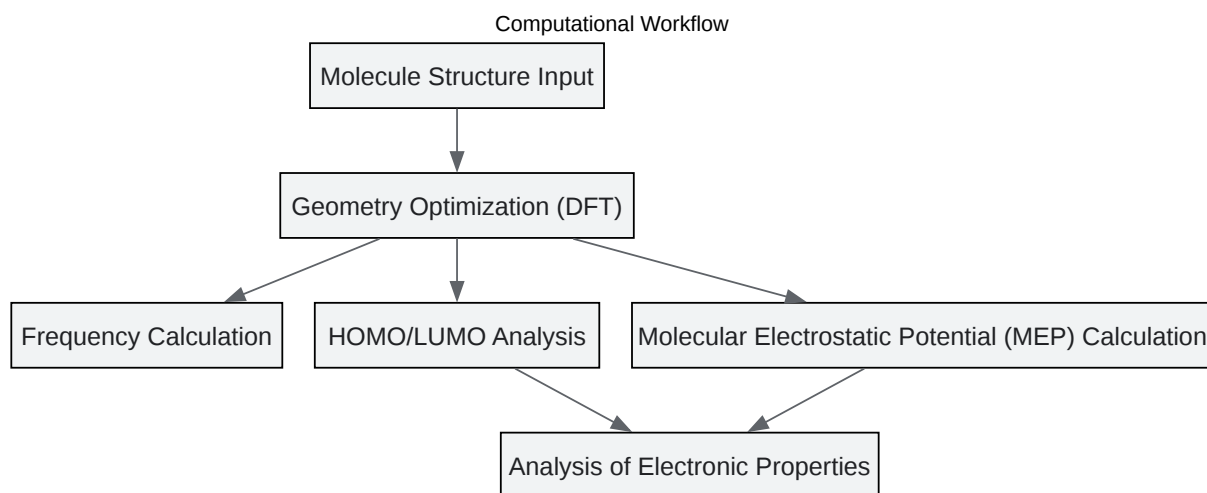 Computational Workflow
Molecule Structure Input
Geometry Optimization (DFT)
Frequency Calculation
HOMO/LUMO Analysis
Molecular Electrostatic Potential (MEP) Calculation
Analysis of Electronic Properties